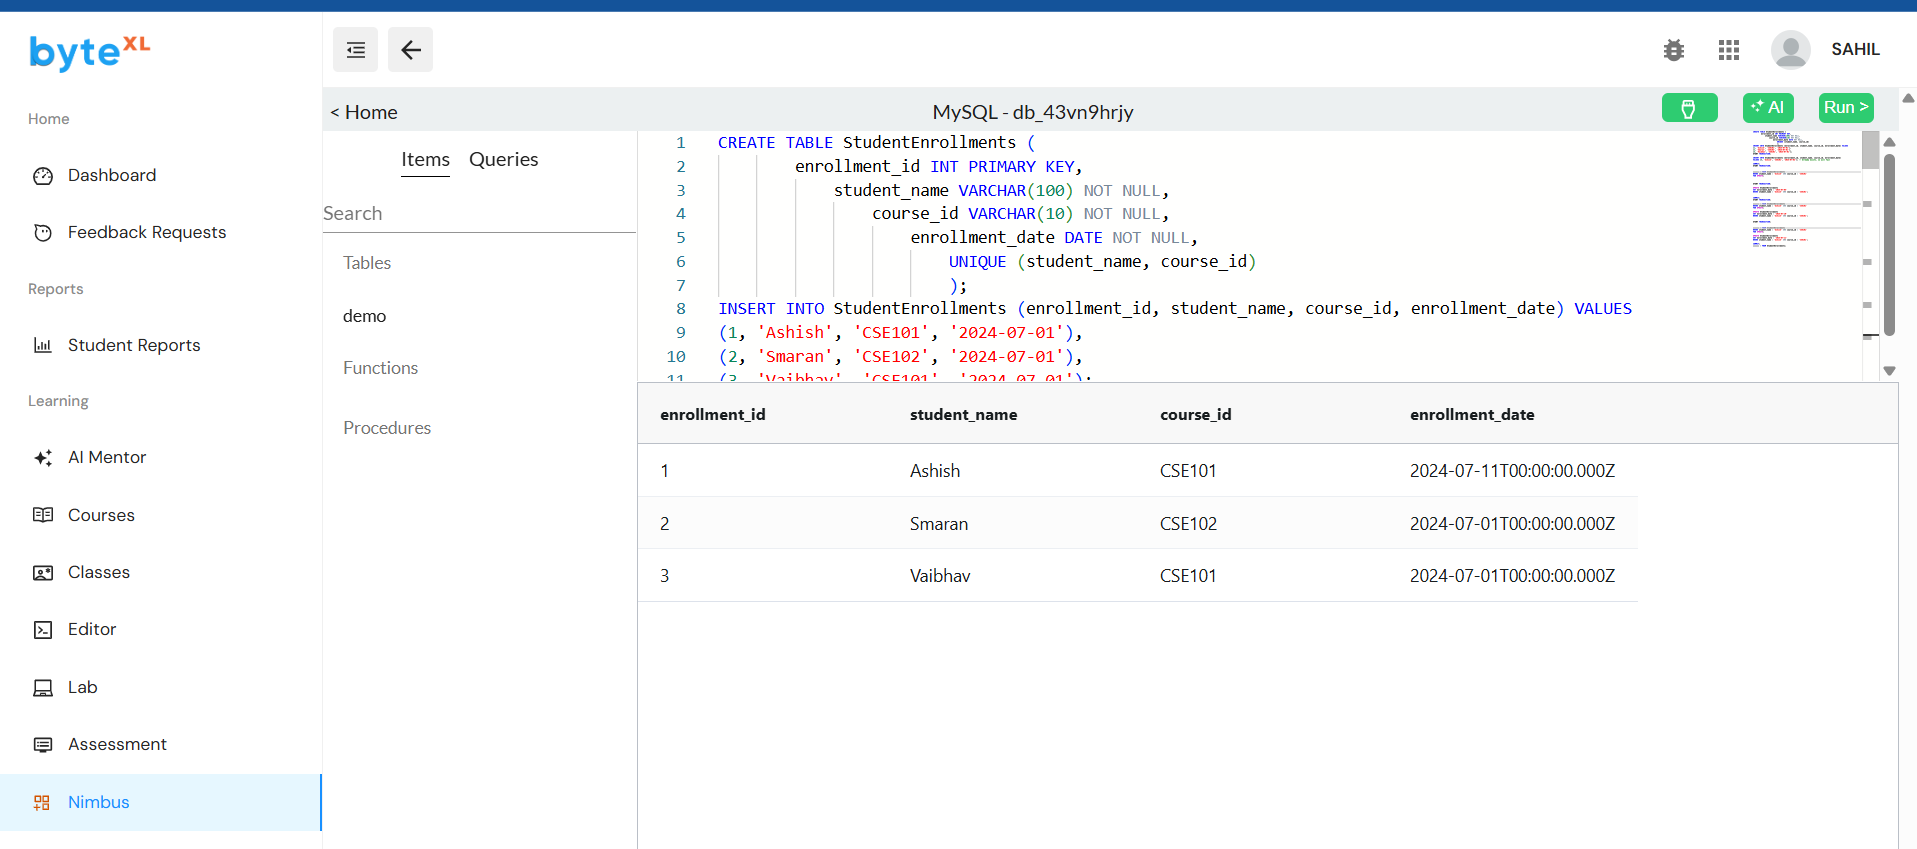 byteXL
SAHIL
Home
Dashboard
Feedback Requests
Reports
Student Reports
Learning
AI Mentor
Courses
Classes
Editor
Lab
Assessment
Nimbus
< Home
MySQL - db_43vn9hrjy
AI
Run >
Items Queries
Search
Tables
demo
Functions
Procedures
1 CREATE TABLE StudentEnrollments (
2 enrollment_id INT PRIMARY KEY,
3 student_name VARCHAR(100) NOT NULL,
4 course_id VARCHAR(10) NOT NULL,
5 enrollment_date DATE NOT NULL,
6 UNIQUE (student_name, course_id)
7 );
8 INSERT INTO StudentEnrollments (enrollment_id, student_name, course_id, enrollment_date) VALUES
9 (1, 'Ashish', 'CSE101', '2024-07-01'),
10 (2, 'Smaran', 'CSE102', '2024-07-01'),
11 (3, 'Vaibhav', 'CSE101', '2024-07-01');
enrollment_id student_name course_id enrollment_date
1 Ashish CSE101 2024-07-11T00:00:00.000Z
2 Smaran CSE102 2024-07-01T00:00:00.000Z
3 Vaibhav CSE101 2024-07-01T00:00:00.000Z